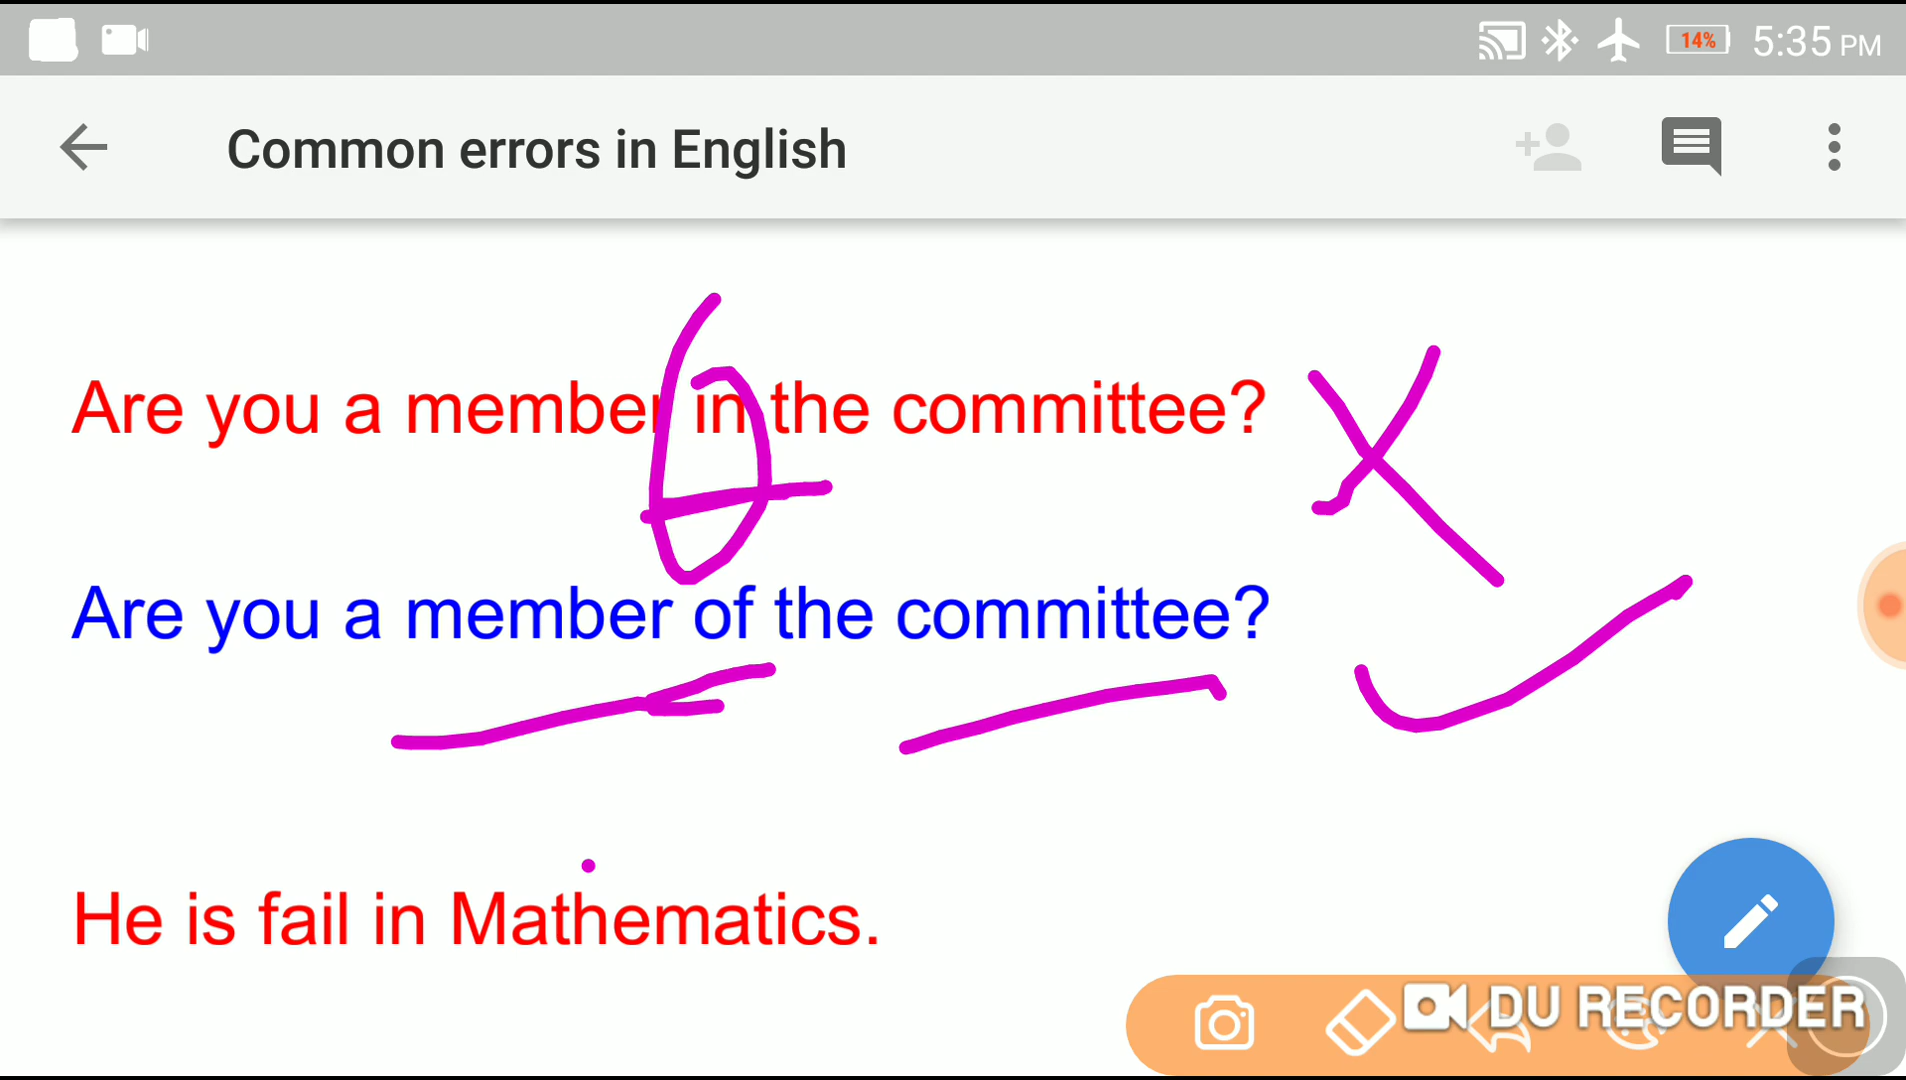 14% 5:35 PM
Common errors in English
Are you a member in the committee?
Are you a member of the committee?
He is fail in Mathematics.
DU RECORDER